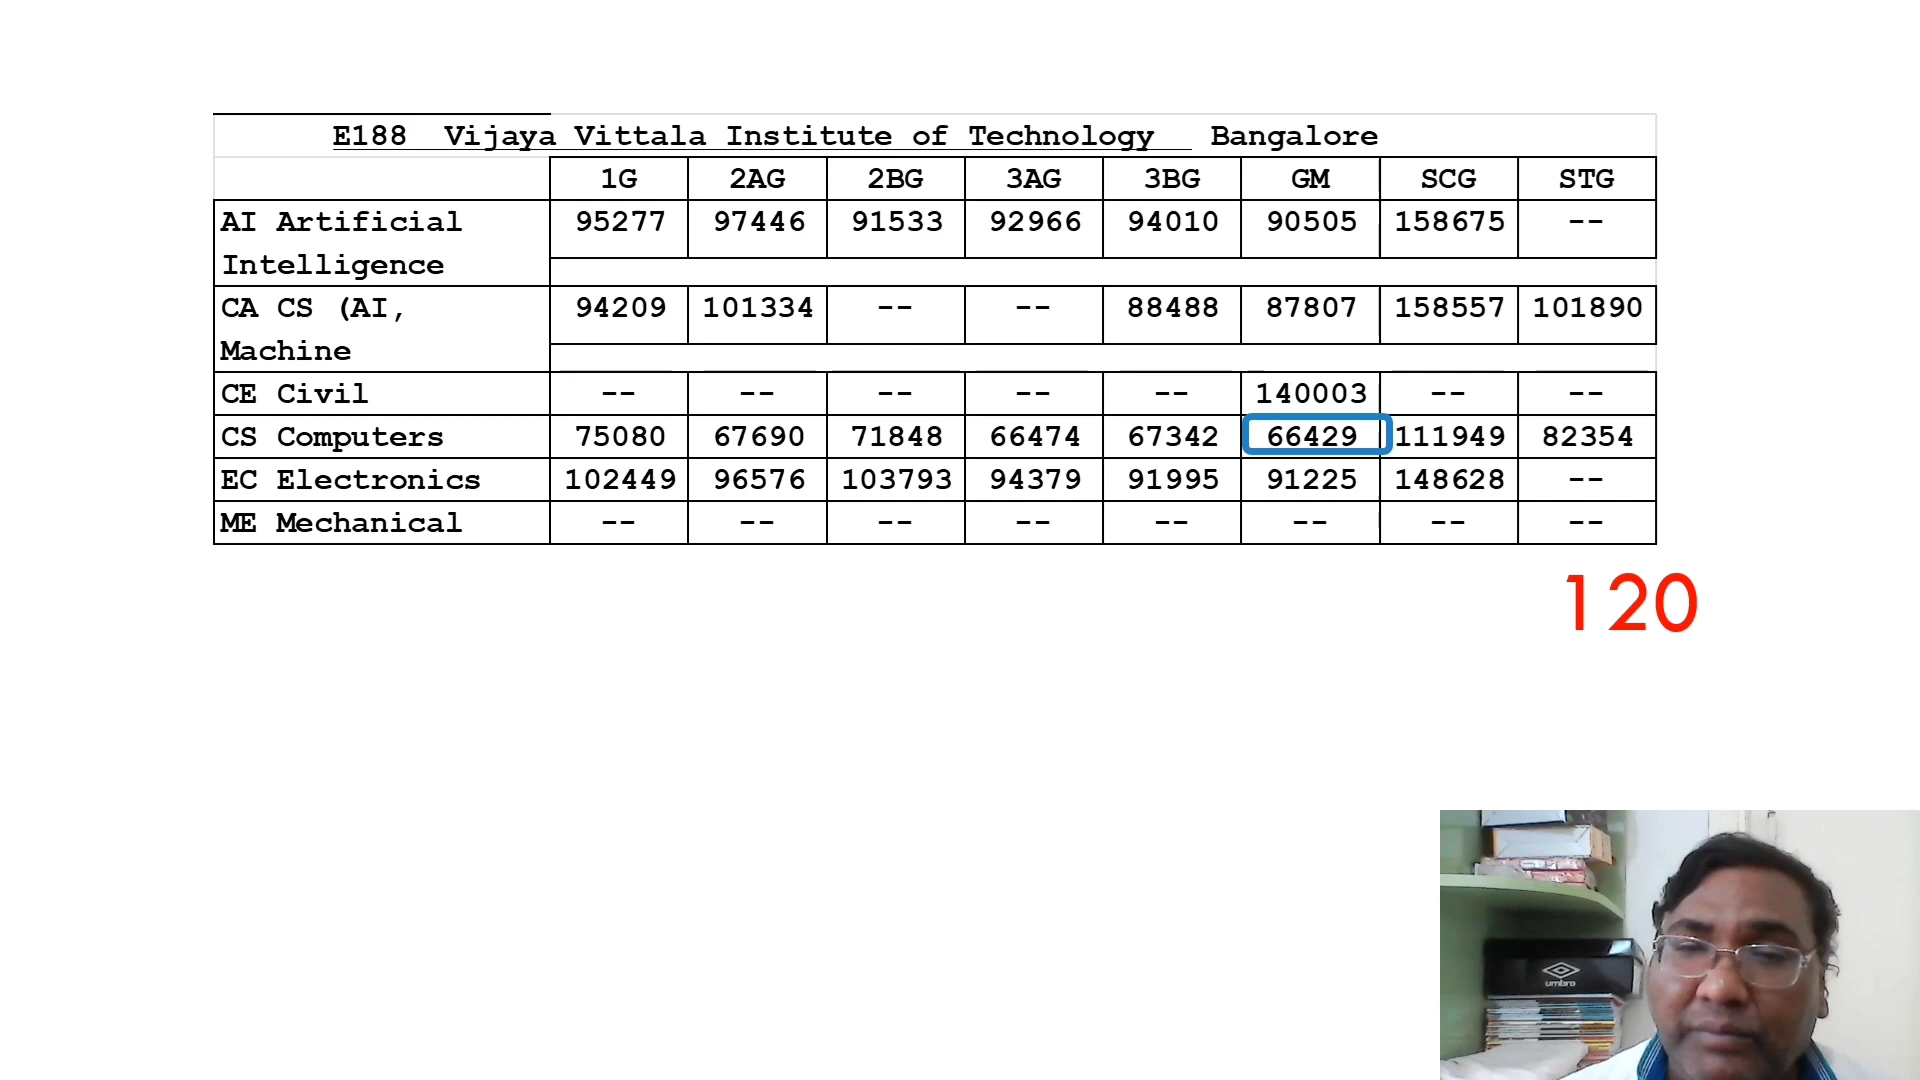 E188 Vijaya Vittala Institute of Technology Bangalore
1G 2AG 2BG 3AG 3BG GM SCG STG
AI Artificial Intelligence 95277 97446 91533 92966 94010 90505 158675 --
CA CS (AI, Machine 94209 101334 -- -- 88488 87807 158557 101890
CE Civil -- -- -- -- -- 140003 -- --
CS Computers 75080 67690 71848 66474 67342 66429 111949 82354
EC Electronics 102449 96576 103793 94379 91995 91225 148628 --
ME Mechanical -- -- -- -- -- -- -- --
120
umbro